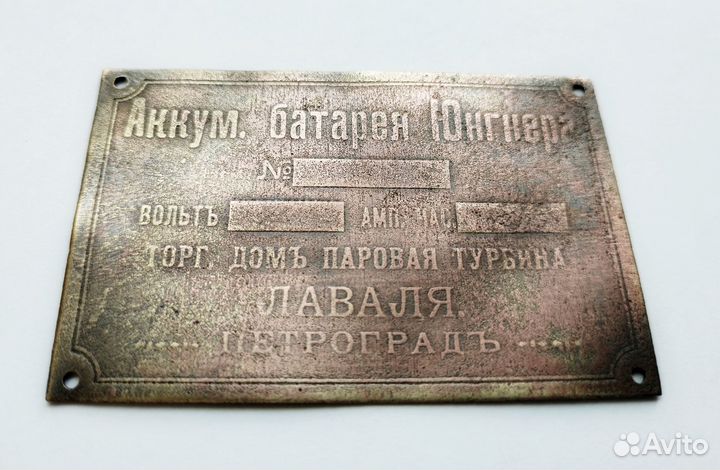 Аккум. батарея Юнгнера
№
ВОЛЬТЪ АМП. ЧАС.
ТОРГ. ДОМЪ ПАРОВАЯ ТУРБИНА
ЛАВАЛЯ.
ПЕТРОГРАДЪ
Avito